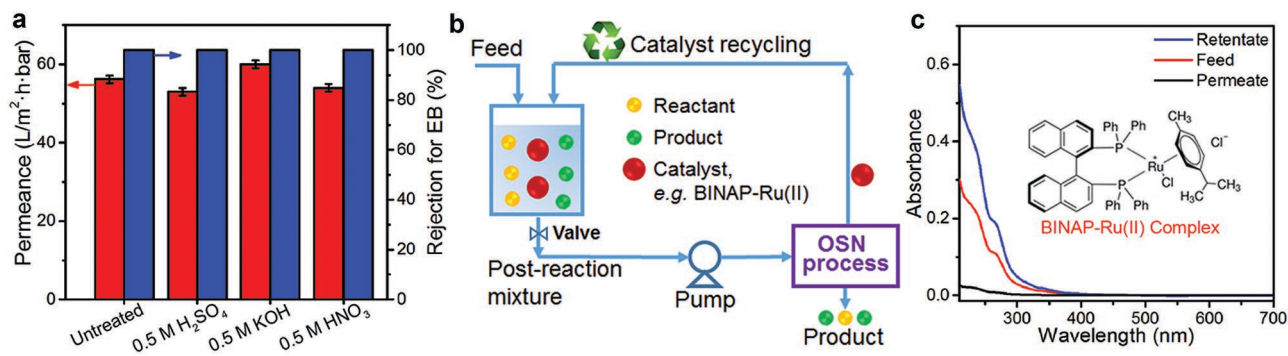 a
Permeance (L/m²·h·bar)
60
40
20
0
100
80
60
40
20
0
Rejection for EB (%)
Untreated
0.5 M H₂SO₄
0.5 M KOH
0.5 M HNO₃
b
Feed
Catalyst recycling
Reactant
Product
Catalyst,
e.g. BINAP-Ru(II)
Valve
Post-reaction
mixture
Pump
OSN
process
Product
c
Absorbance
0.6
0.4
0.2
0.0
Retentate
Feed
Permeate
Ph
Ph
CH₃
Cl⁻
P
Ru
Cl
P
CH₃
H₃C
Ph
Ph
BINAP-Ru(II) Complex
300
400
500
600
700
Wavelength (nm)